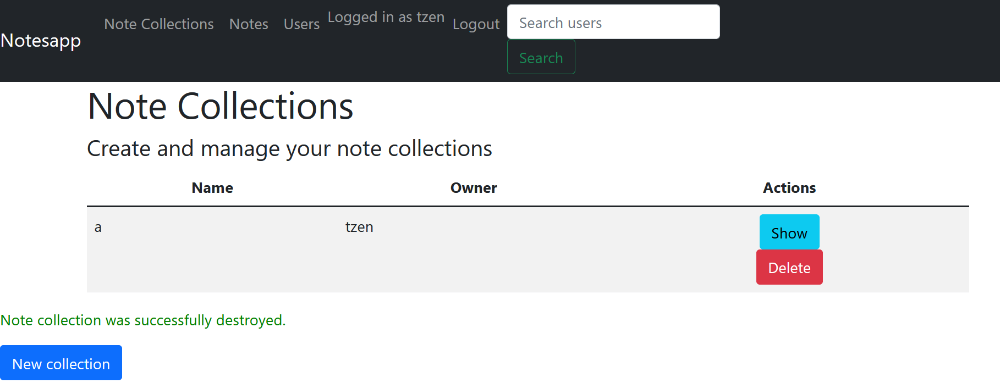 Notesapp
Note Collections Notes Users Logged in as tzen Logout Search users
Search
Note Collections
Create and manage your note collections
Name Owner Actions
a tzen Show
Delete
Note collection was successfully destroyed.
New collection